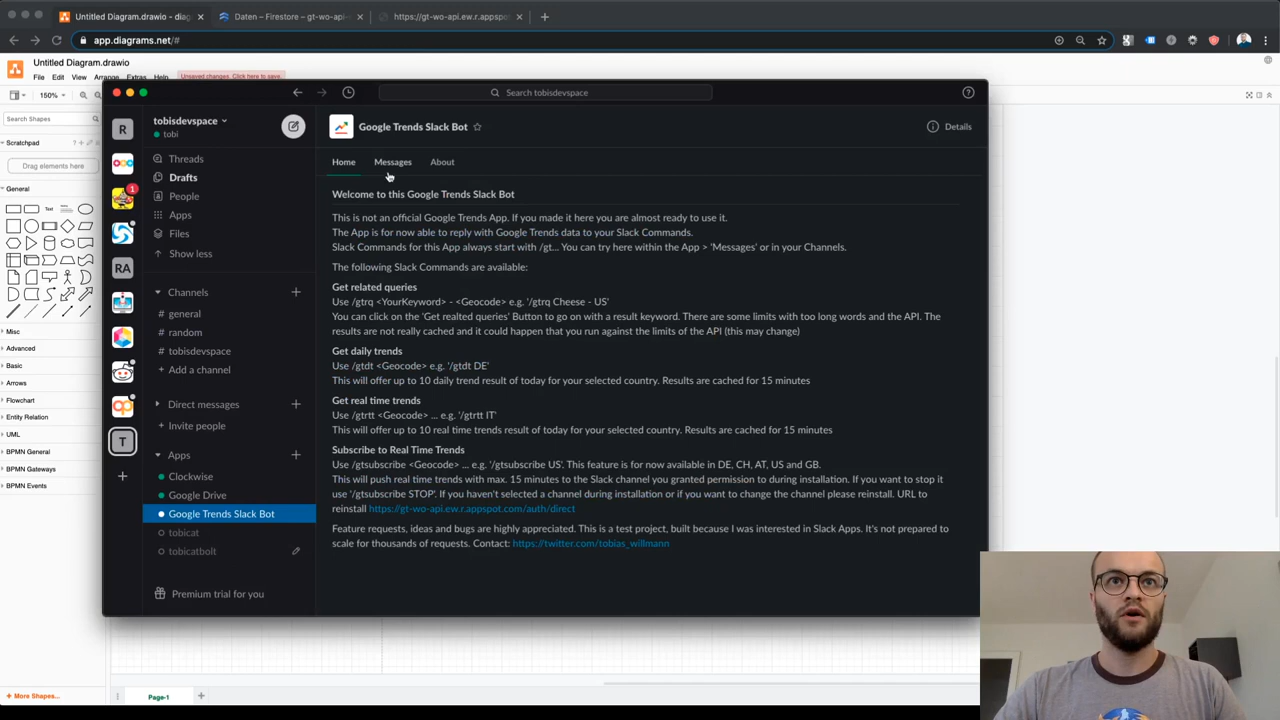 Untitled Diagram.drawio - diag
Daten – Firestore – gt-wo-api-
https://gt-wo-api.ew.r.appspot
app.diagrams.net/#
Untitled Diagram.drawio
File Edit View Arrange Extras Help
Unsaved changes. Click here to save.
150%
Search Shapes
Scratchpad
Drag elements here
General
Text
Misc
Advanced
Basic
Arrows
Flowchart
Entity Relation
UML
BPMN General
BPMN Gateways
BPMN Events
+ More Shapes...
Page-1
Search tobisdevspace
tobisdevspace
tobi
R
1
RA
T
Threads
Drafts
People
Apps
Files
Show less
Channels
# general
# random
# tobisdevspace
+ Add a channel
Direct messages
+ Invite people
Apps
Clockwise
Google Drive
Google Trends Slack Bot
tobicat
tobicatbolt
Premium trial for you
Google Trends Slack Bot
Details
Home Messages About
Welcome to this Google Trends Slack Bot
This is not an official Google Trends App. If you made it here you are almost ready to use it.
The App is for now able to reply with Google Trends data to your Slack Commands.
Slack Commands for this App always start with /gt... You can try here within the App > 'Messages' or in your Channels.
The following Slack Commands are available:
Get related queries
Use /gtrq <YourKeyword> - <Geocode> e.g. '/gtrq Cheese - US'
You can click on the 'Get realted queries' Button to go on with a result keyword. There are some limits with too long words and the API. The
results are not really cached and it could happen that you run against the limits of the API (this may change)
Get daily trends
Use /gtdt <Geocode> e.g. '/gtdt DE'
This will offer up to 10 daily trend result of today for your selected country. Results are cached for 15 minutes
Get real time trends
Use /gtrtt <Geocode> ... e.g. '/gtrtt IT'
This will offer up to 10 real time trends result of today for your selected country. Results are cached for 15 minutes
Subscribe to Real Time Trends
Use /gtsubscribe <Geocode> ... e.g. '/gtsubscribe US'. This feature is for now available in DE, CH, AT, US and GB.
This will push real time trends with max. 15 minutes to the Slack channel you granted permission to during installation. If you want to stop it
use '/gtsubscribe STOP'. If you haven't selected a channel during installation or if you want to change the channel please reinstall. URL to
reinstall https://gt-wo-api.ew.r.appspot.com/auth/direct
Feature requests, ideas and bugs are highly appreciated. This is a test project, built because I was interested in Slack Apps. It's not prepared to
scale for thousands of requests. Contact: https://twitter.com/tobias_willmann